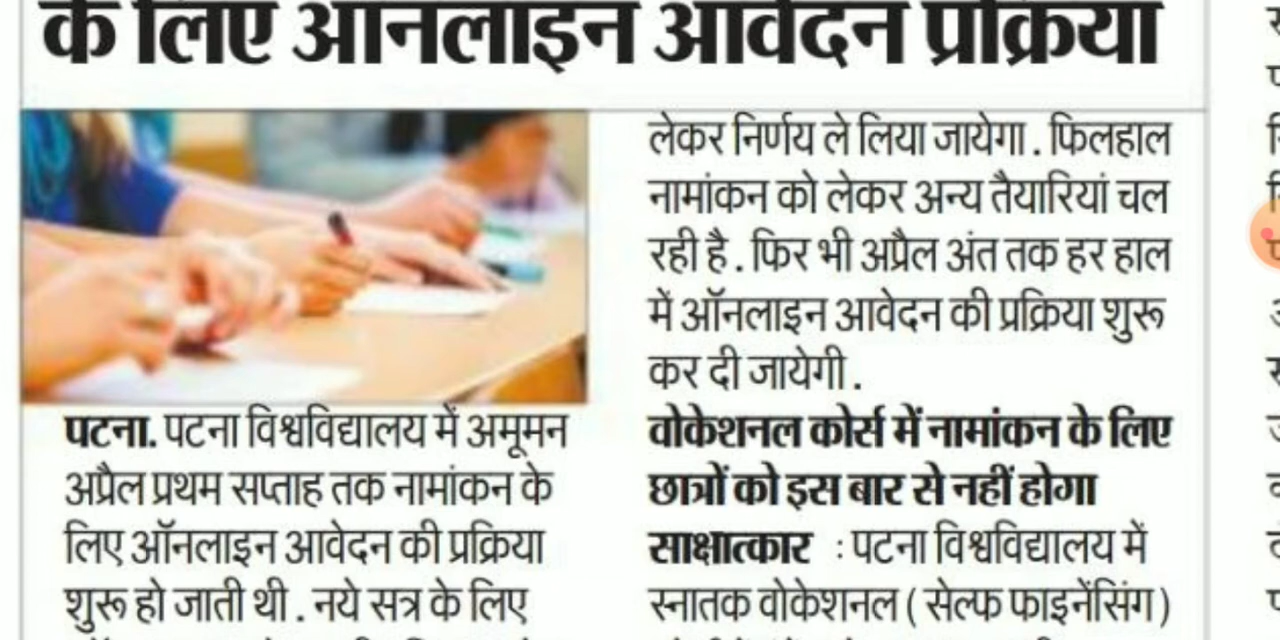 के लिए ऑनलाइन आवेदन प्रक्रिया
पटना. पटना विश्वविद्यालय में अमूमन
अप्रैल प्रथम सप्ताह तक नामांकन के
लिए ऑनलाइन आवेदन की प्रक्रिया
शुरू हो जाती थी . नये सत्र के लिए
लेकर निर्णय ले लिया जायेगा . फिलहाल
नामांकन को लेकर अन्य तैयारियां चल
रही है . फिर भी अप्रैल अंत तक हर हाल
में ऑनलाइन आवेदन की प्रक्रिया शुरू
कर दी जायेगी .
वोकेशनल कोर्स में नामांकन के लिए
छात्रों को इस बार से नहीं होगा
साक्षात्कार : पटना विश्वविद्यालय में
स्नातक वोकेशनल ( सेल्फ फाइनेंसिंग )